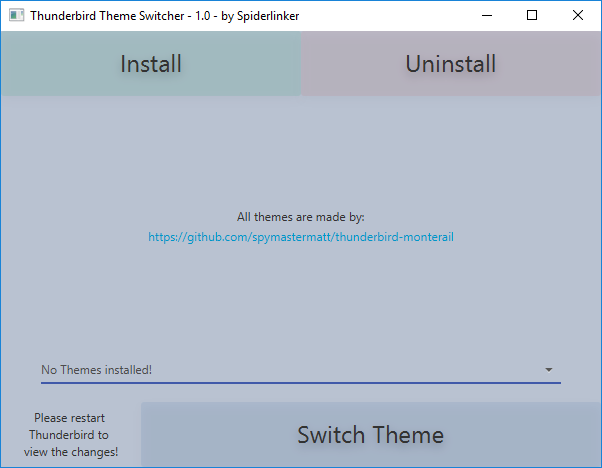 Thunderbird Theme Switcher - 1.0 - by Spiderlinker
Install
Uninstall
All themes are made by:
https://github.com/spymastermatt/thunderbird-monterail
No Themes installed!
Please restart
Thunderbird to
view the changes!
Switch Theme